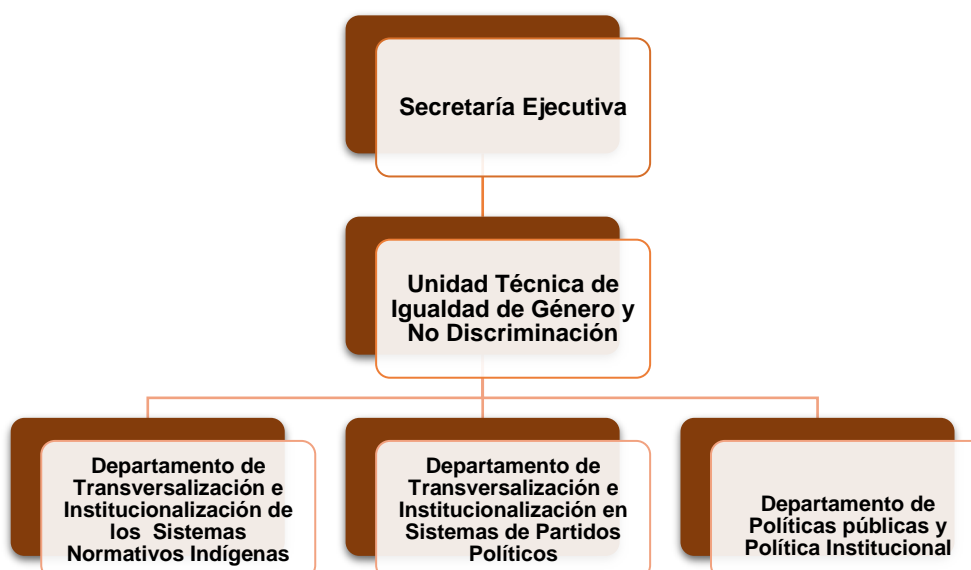 Secretaría Ejecutiva
Unidad Técnica de
Igualdad de Género y
No Discriminación
Departamento de
Transversalización e
Institucionalización de
los Sistemas
Normativos Indígenas
Departamento de
Transversalización e
Institucionalización en
Sistemas de Partidos
Políticos
Departamento de
Políticas públicas y
Política Institucional